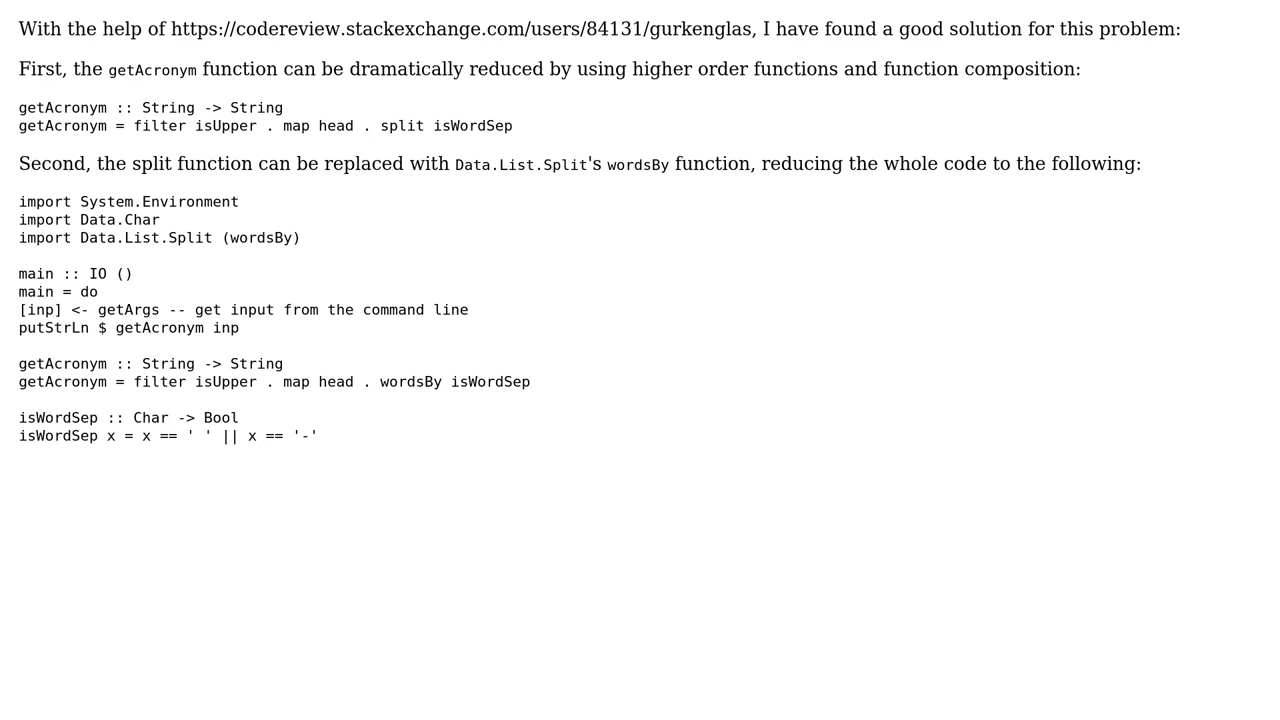 With the help of https://codereview.stackexchange.com/users/84131/gurkenglas, I have found a good solution for this problem:
First, the getAcronym function can be dramatically reduced by using higher order functions and function composition:
getAcronym :: String -> String
getAcronym = filter isUpper . map head . split isWordSep
Second, the split function can be replaced with Data.List.Split's wordsBy function, reducing the whole code to the following:
import System.Environment
import Data.Char
import Data.List.Split (wordsBy)
main :: IO ()
main = do
[inp] <- getArgs -- get input from the command line
putStrLn $ getAcronym inp
getAcronym :: String -> String
getAcronym = filter isUpper . map head . wordsBy isWordSep
isWordSep :: Char -> Bool
isWordSep x = x == ' ' || x == '-'